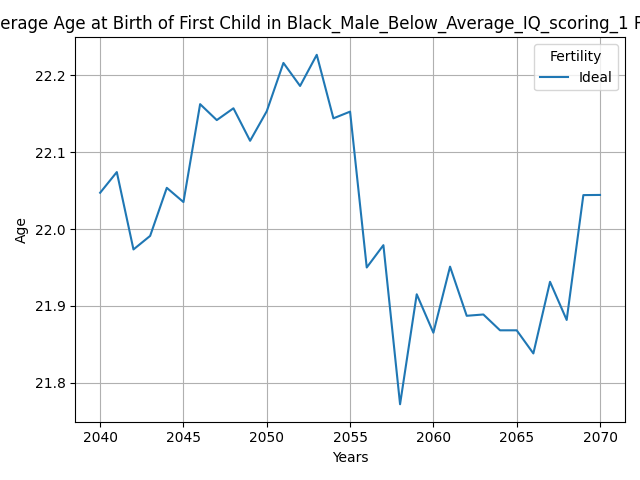 erage Age at Birth of First Child in Black_Male_Below_Average_IQ_scoring_1
Fertility
Ideal
22.2
22.1
22.0
21.9
21.8
Age
2040 2045 2050 2055 2060 2065 2070
Years